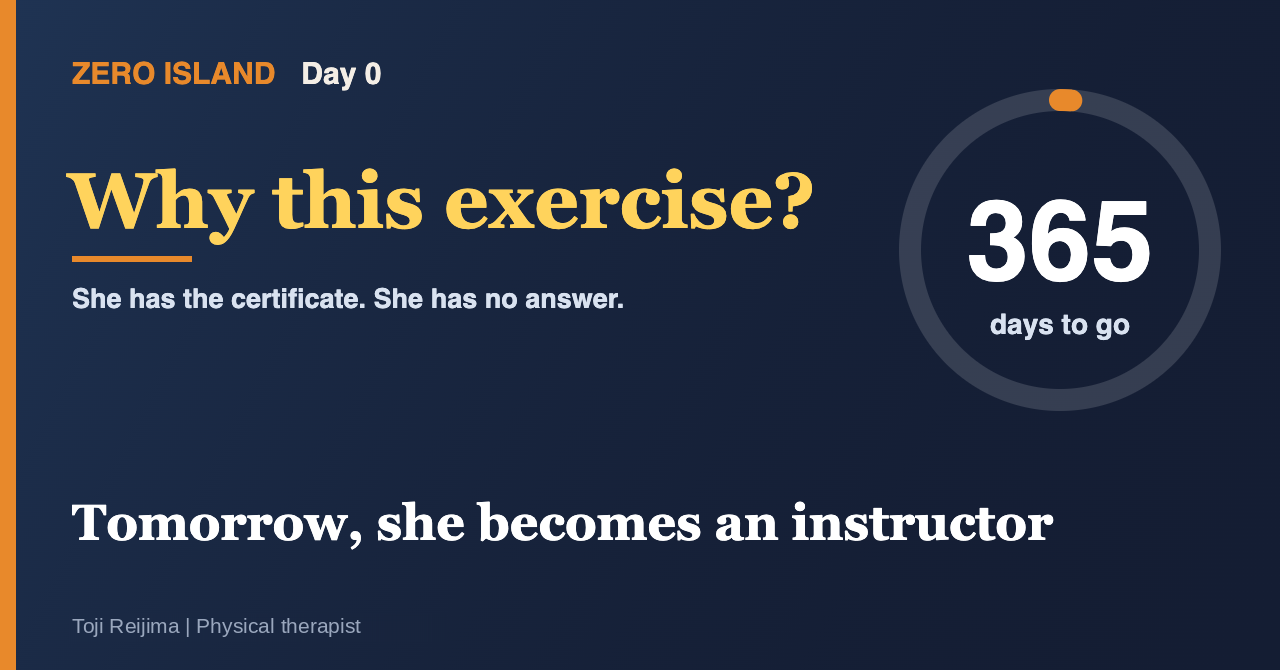 ZERO ISLAND Day 0
Why this exercise?
She has the certificate. She has no answer.
365
days to go
Tomorrow, she becomes an instructor
Toji Reijima | Physical therapist